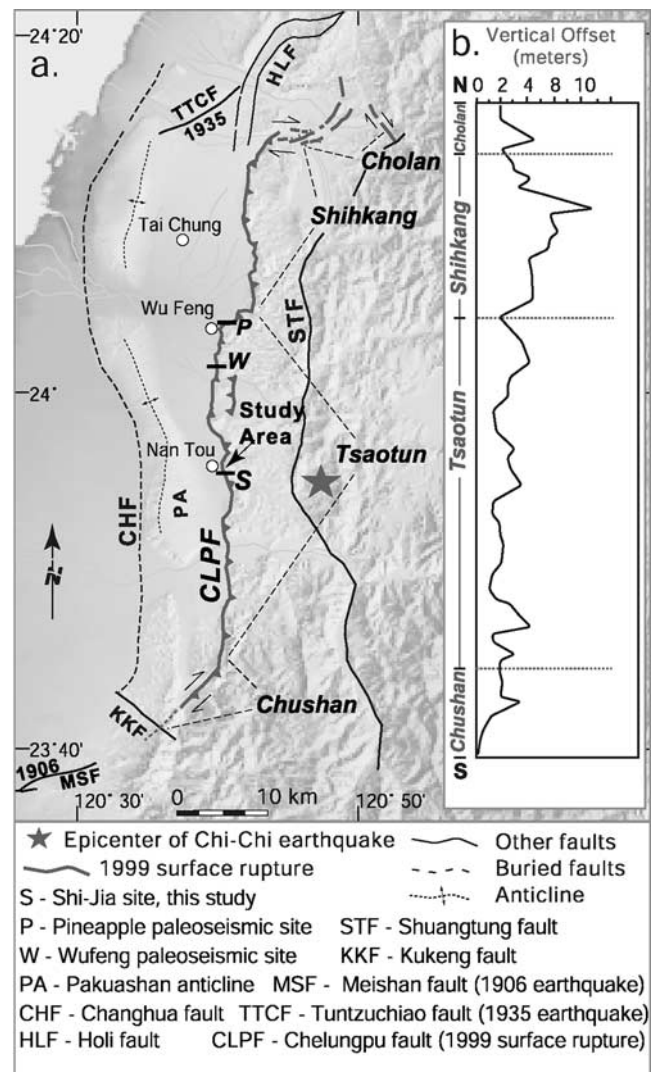 24°20'
a.
HLF
TTCF
1935
Cholan
Shihkang
Tai Chung
Wu Feng
P
STF
24°
W
Study
Area
Nan Tou
S
Tsaotun
CHF
PA
CLPF
N
Chushan
KKF
23°40'
1906
MSF
120° 30'
0 10 km
120° 50'
b. Vertical Offset
(meters)
N 0 2 4 8 10
Cholan
Shihkang
Tsaotun
Chushan
S
Epicenter of Chi-Chi earthquake
Other faults
1999 surface rupture
Buried faults
S - Shi-Jia site, this study
Anticline
P - Pineapple paleoseismic site STF - Shuangtung fault
W - Wufeng paleoseismic site KKF - Kukeng fault
PA - Pakuashan anticline MSF - Meishan fault (1906 earthquake)
CHF - Changhua fault TTCF - Tuntzuchiao fault (1935 earthquake)
HLF - Holi fault CLPF - Chelungpu fault (1999 surface rupture)